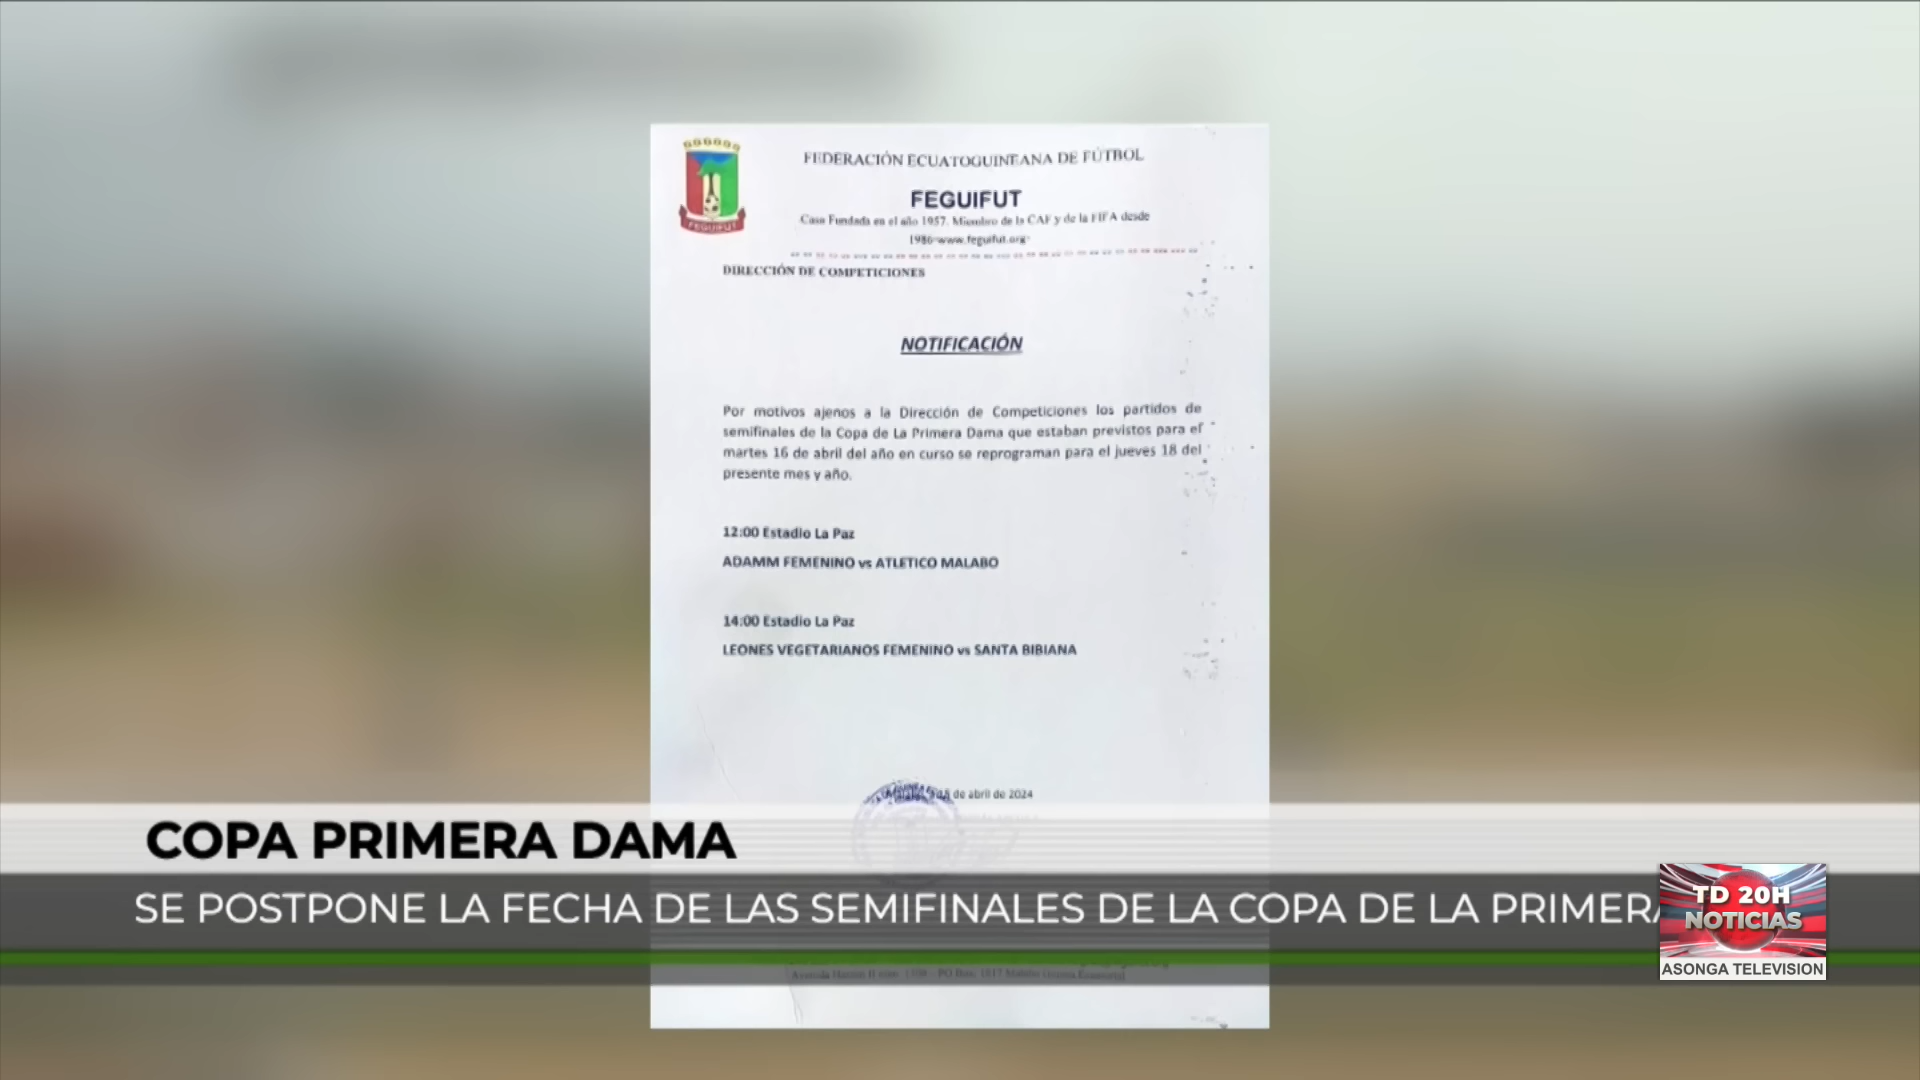 FEDERACIÓN ECUATOGUINEANA DE FÚTBOL
FEGUIFUT
FEGUIFUT
Casa Fundada en el año 1957. Miembro de la CAF y de la FIFA desde
1986-www.feguifut.org
DIRECCIÓN DE COMPETICIONES
NOTIFICACIÓN
Por motivos ajenos a la Dirección de Competiciones los partidos de
semifinales de la Copa de La Primera Dama que estaban previstos para el
martes 16 de abril del año en curso se reprograman para el jueves 18 del
presente mes y año.
12:00 Estadio La Paz
ADAMM FEMENINO vs ATLETICO MALABO
14:00 Estadio La Paz
LEONES VEGETARIANOS FEMENINO vs SANTA BIBIANA
de abril de 2024
COPA PRIMERA DAMA
SE POSTPONE LA FECHA DE LAS SEMIFINALES DE LA COPA DE LA PRIMERA
TD 20H
NOTICIAS
ASONGA TELEVISION